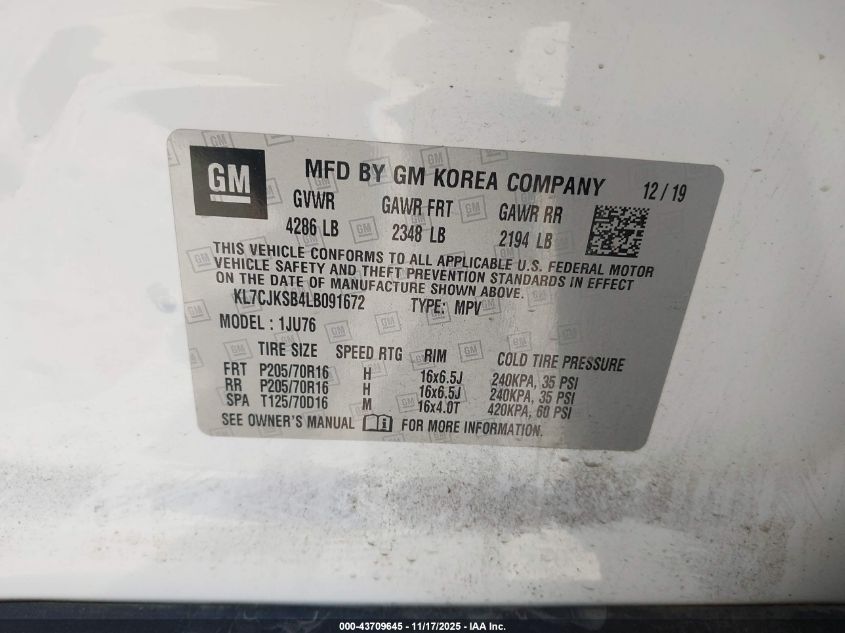 GM
MFD BY GM KOREA COMPANY 12 / 19
GVWR GAWR FRT GAWR RR
4286 LB 2348 LB 2194 LB
THIS VEHICLE CONFORMS TO ALL APPLICABLE U.S. FEDERAL MOTOR
VEHICLE SAFETY AND THEFT PREVENTION STANDARDS IN EFFECT
ON THE DATE OF MANUFACTURE SHOWN ABOVE.
KL7CJKSB4LB091672 TYPE: MPV
MODEL : 1JU76
TIRE SIZE SPEED RTG RIM COLD TIRE PRESSURE
FRT P205/70R16 H 16x6.5J 240KPA, 35 PSI
RR P205/70R16 H 16x6.5J 240KPA, 35 PSI
SPA T125/70D16 M 16x4.0T 420KPA, 60 PSI
SEE OWNER'S MANUAL FOR MORE INFORMATION.
000-43709645 - 11/17/2025 - IAA Inc.